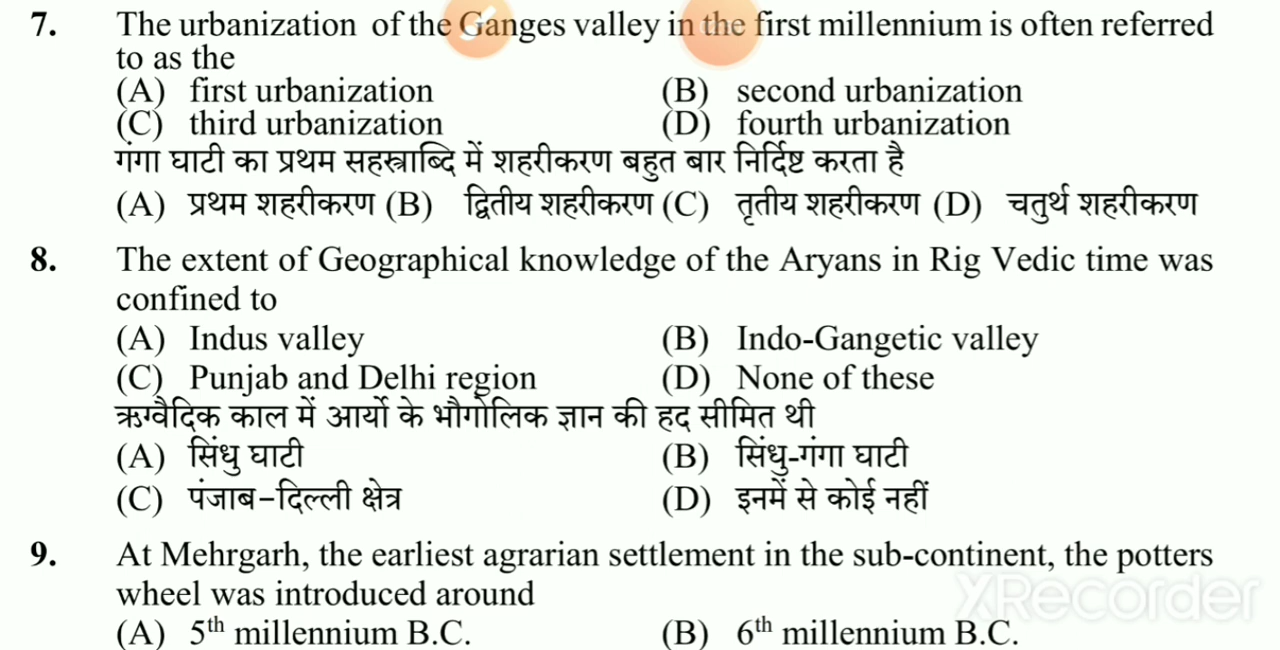 7. The urbanization of the Ganges valley in the first millennium is often referred
to as the
(A) first urbanization (B) second urbanization
(C) third urbanization (D) fourth urbanization
गंगा घाटी का प्रथम सहस्त्राब्दि में शहरीकरण बहुत बार निर्दिष्ट करता है
(A) प्रथम शहरीकरण (B) द्वितीय शहरीकरण (C) तृतीय शहरीकरण (D) चतुर्थ शहरीकरण
8. The extent of Geographical knowledge of the Aryans in Rig Vedic time was
confined to
(A) Indus valley (B) Indo-Gangetic valley
(C) Punjab and Delhi region (D) None of these
ऋग्वैदिक काल में आर्यो के भौगोलिक ज्ञान की हद सीमित थी
(A) सिंधु घाटी (B) सिंधु-गंगा घाटी
(C) पंजाब-दिल्ली क्षेत्र (D) इनमें से कोई नहीं
9. At Mehrgarh, the earliest agrarian settlement in the sub-continent, the potters
wheel was introduced around
(A) 5th millennium B.C. (B) 6th millennium B.C.
XRecorder